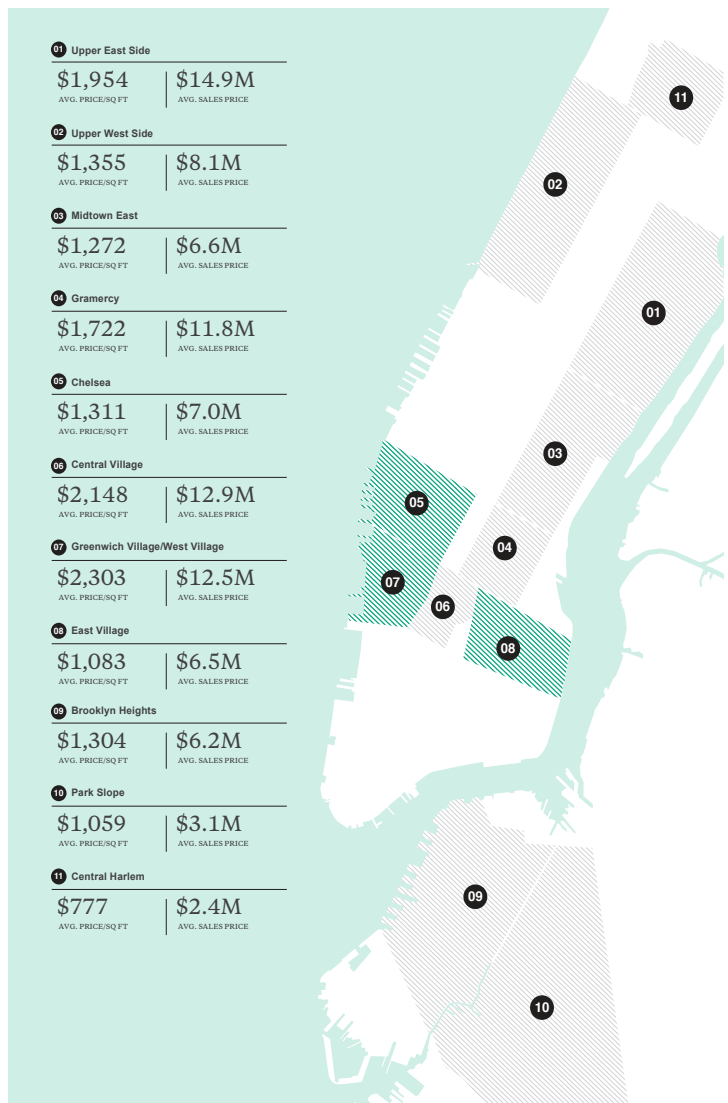 01 Upper East Side
$1,954 $14.9M
AVG. PRICE/SQ FT AVG. SALES PRICE
02 Upper West Side
$1,355 $8.1M
AVG. PRICE/SQ FT AVG. SALES PRICE
03 Midtown East
$1,272 $6.6M
AVG. PRICE/SQ FT AVG. SALES PRICE
04 Gramercy
$1,722 $11.8M
AVG. PRICE/SQ FT AVG. SALES PRICE
05 Chelsea
$1,311 $7.0M
AVG. PRICE/SQ FT AVG. SALES PRICE
06 Central Village
$2,148 $12.9M
AVG. PRICE/SQ FT AVG. SALES PRICE
07 Greenwich Village/West Village
$2,303 $12.5M
AVG. PRICE/SQ FT AVG. SALES PRICE
08 East Village
$1,083 $6.5M
AVG. PRICE/SQ FT AVG. SALES PRICE
09 Brooklyn Heights
$1,304 $6.2M
AVG. PRICE/SQ FT AVG. SALES PRICE
10 Park Slope
$1,059 $3.1M
AVG. PRICE/SQ FT AVG. SALES PRICE
11 Central Harlem
$777 $2.4M
AVG. PRICE/SQ FT AVG. SALES PRICE
11
02
01
03
05
04
07
06
08
09
10